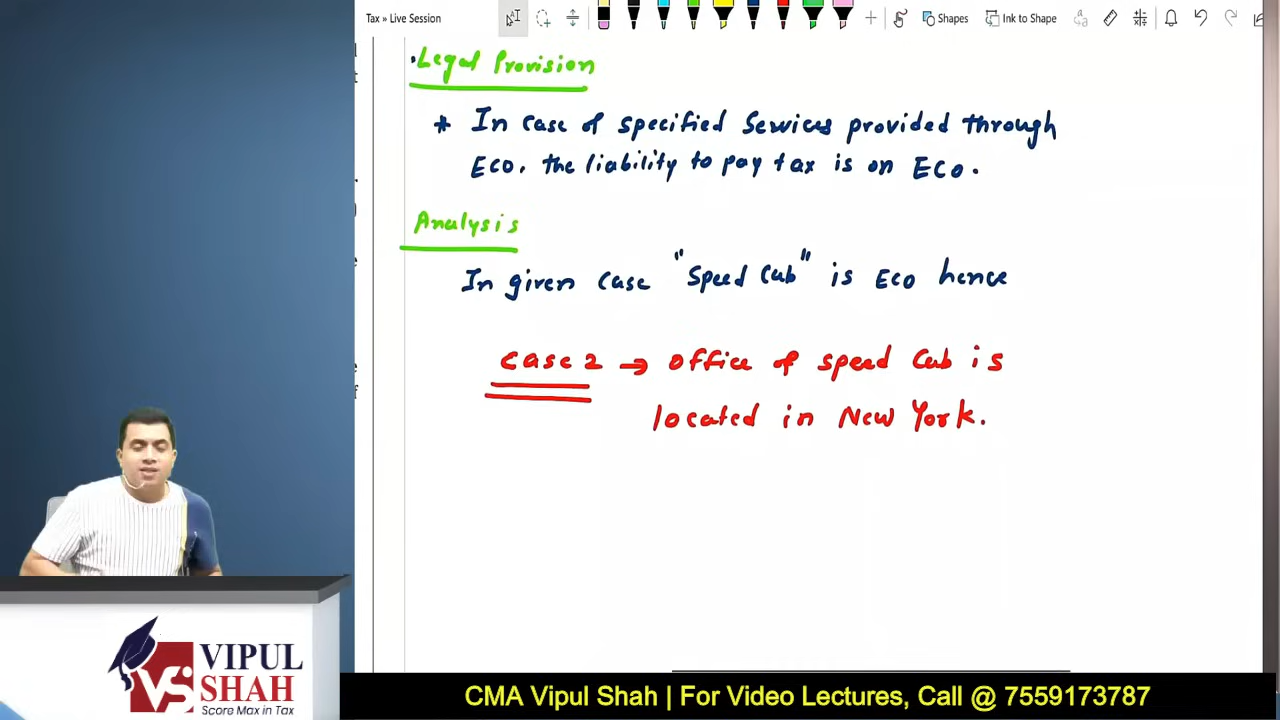 Tax » Live Session
Shapes
Ink to Shape
Legal Provision
* In case of specified services provided through
ECO, the liability to pay tax is on ECO.
Analysis
In given case "Speed Cab" is ECO hence
case 2 → office of speed Cab is
located in New York.
VIPUL
SHAH
Score Max in Tax
CMA Vipul Shah | For Video Lectures, Call @ 7559173787